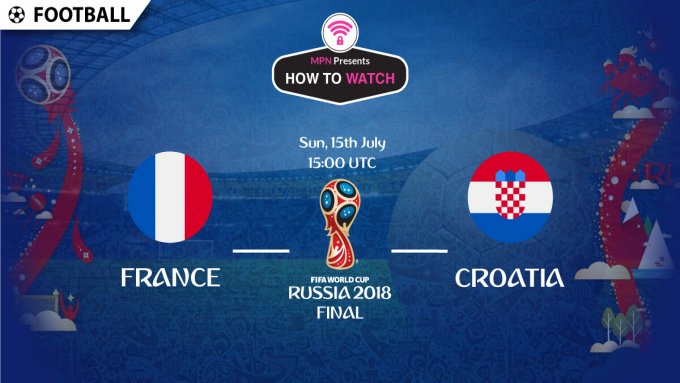 FOOTBALL
MPN Presents
HOW TO WATCH
Sun, 15th July
15:00 UTC
FRANCE
CROATIA
FIFA WORLD CUP
RUSSIA 2018
FINAL